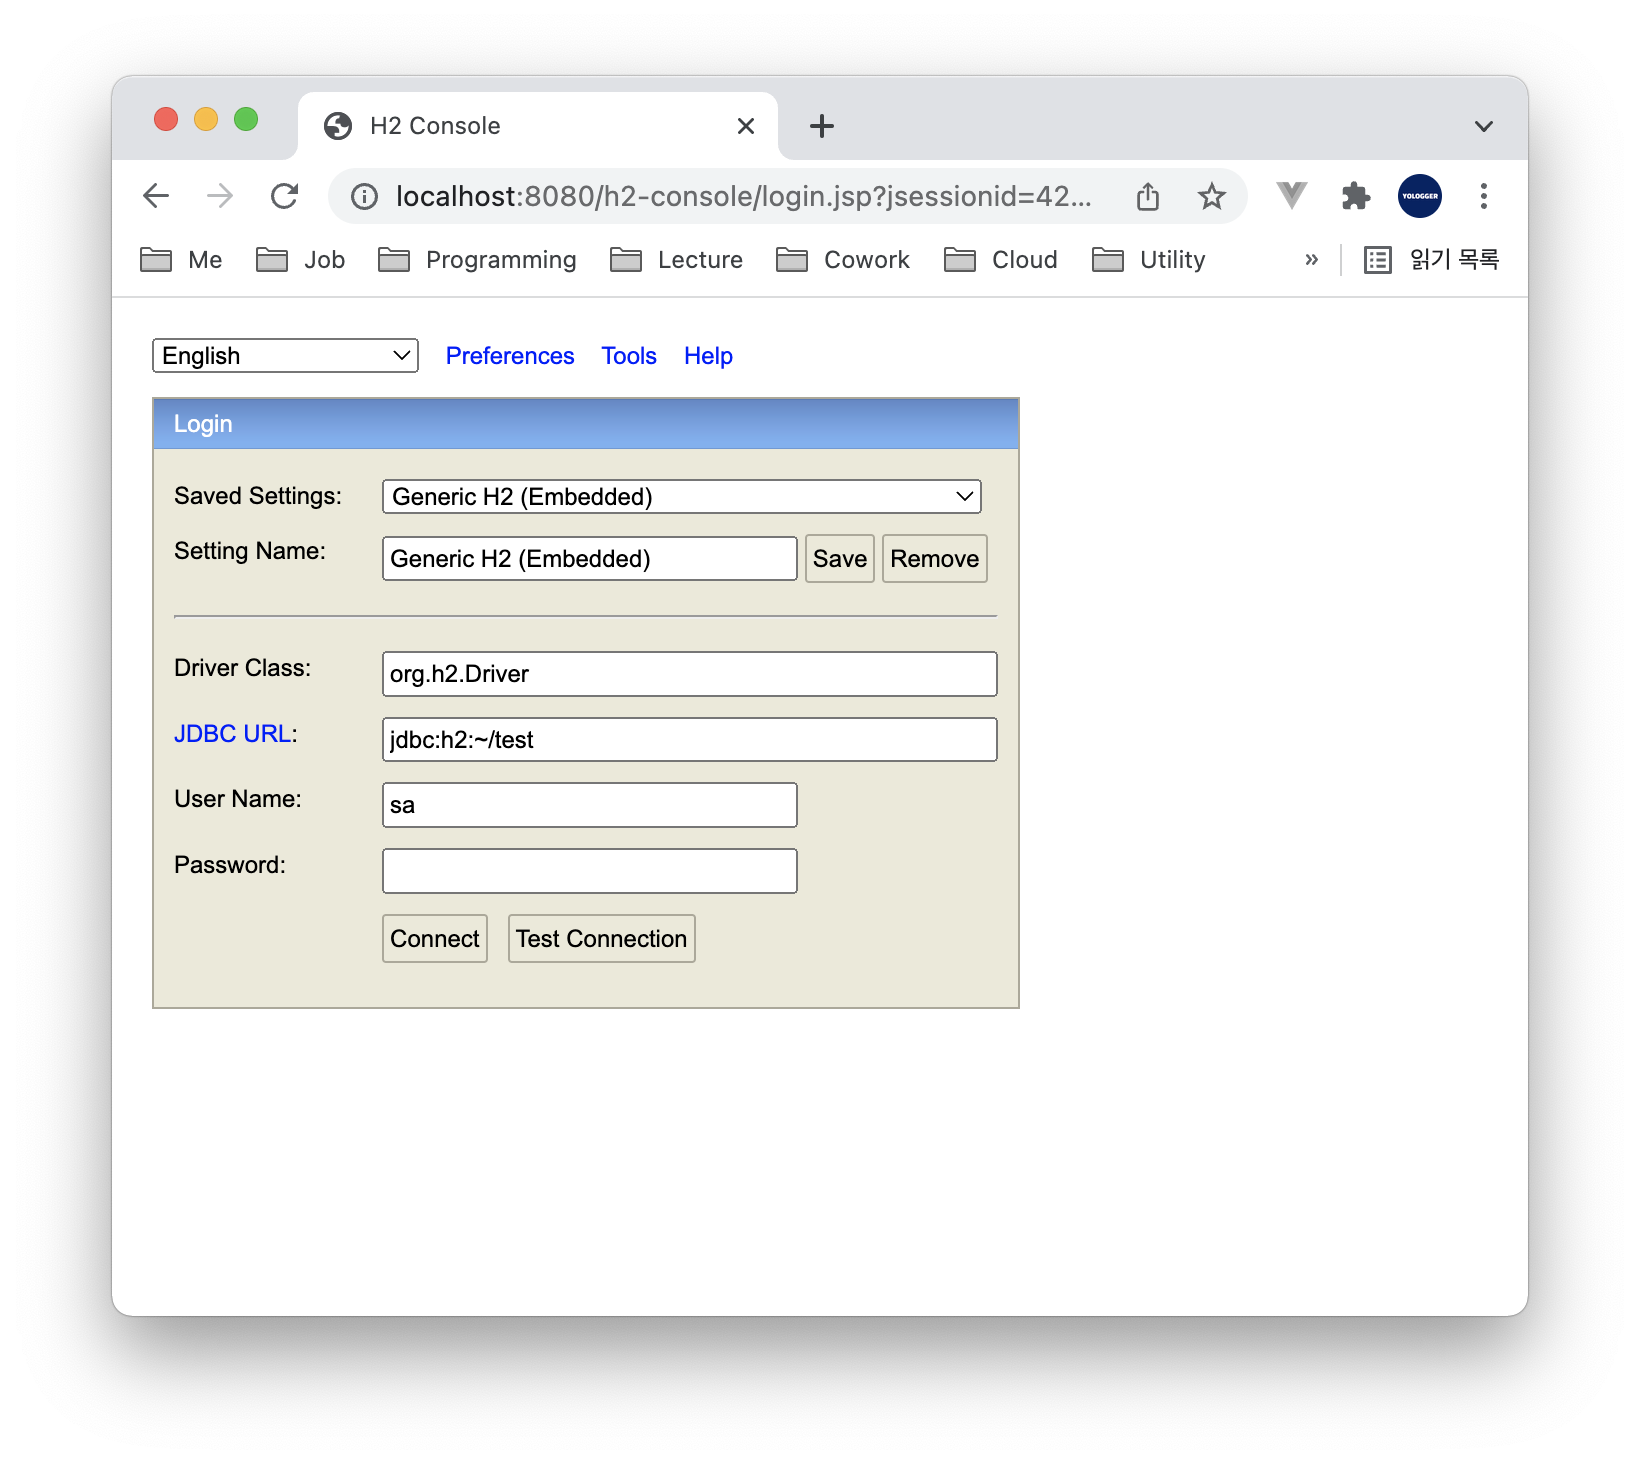 H2 Console
localhost:8080/h2-console/login.jsp?jsessionid=42...
YOLOGGER
Me Job Programming Lecture Cowork Cloud Utility » 읽기 목록
English Preferences Tools Help
Login
Saved Settings: Generic H2 (Embedded)
Setting Name: Generic H2 (Embedded) Save Remove
Driver Class: org.h2.Driver
JDBC URL: jdbc:h2:~/test
User Name: sa
Password:
Connect Test Connection